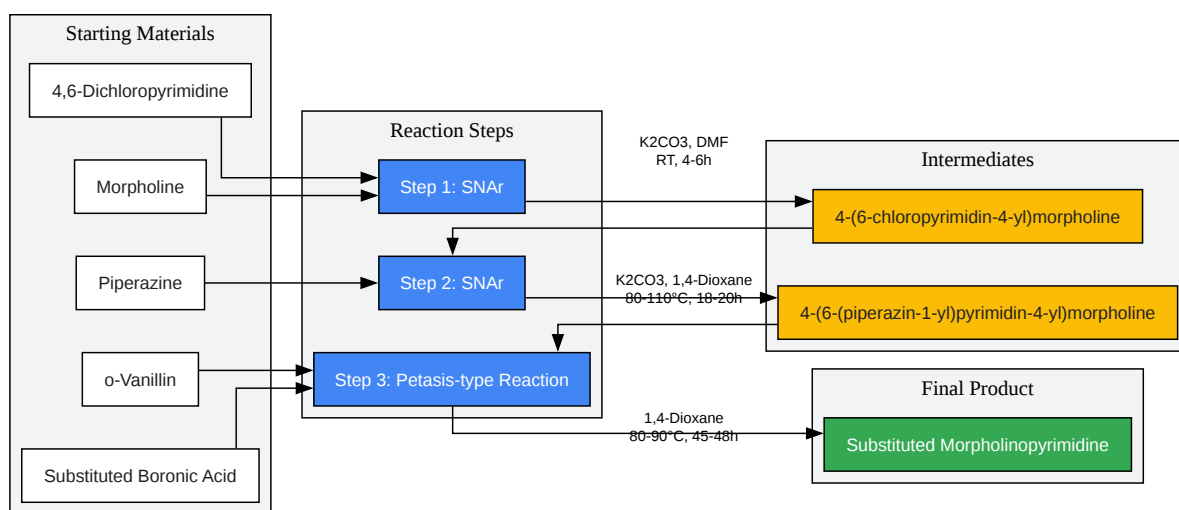 Starting Materials
4,6-Dichloropyrimidine
Morpholine
Piperazine
o-Vanillin
Substituted Boronic Acid
Reaction Steps
Step 1: SNAr
Step 2: SNAr
Step 3: Petasis-type Reaction
K2CO3, DMF
RT, 4-6h
K2CO3, 1,4-Dioxane
80-110°C, 18-20h
1,4-Dioxane
80-90°C, 45-48h
Intermediates
4-(6-chloropyrimidin-4-yl)morpholine
4-(6-(piperazin-1-yl)pyrimidin-4-yl)morpholine
Final Product
Substituted Morpholinopyrimidine